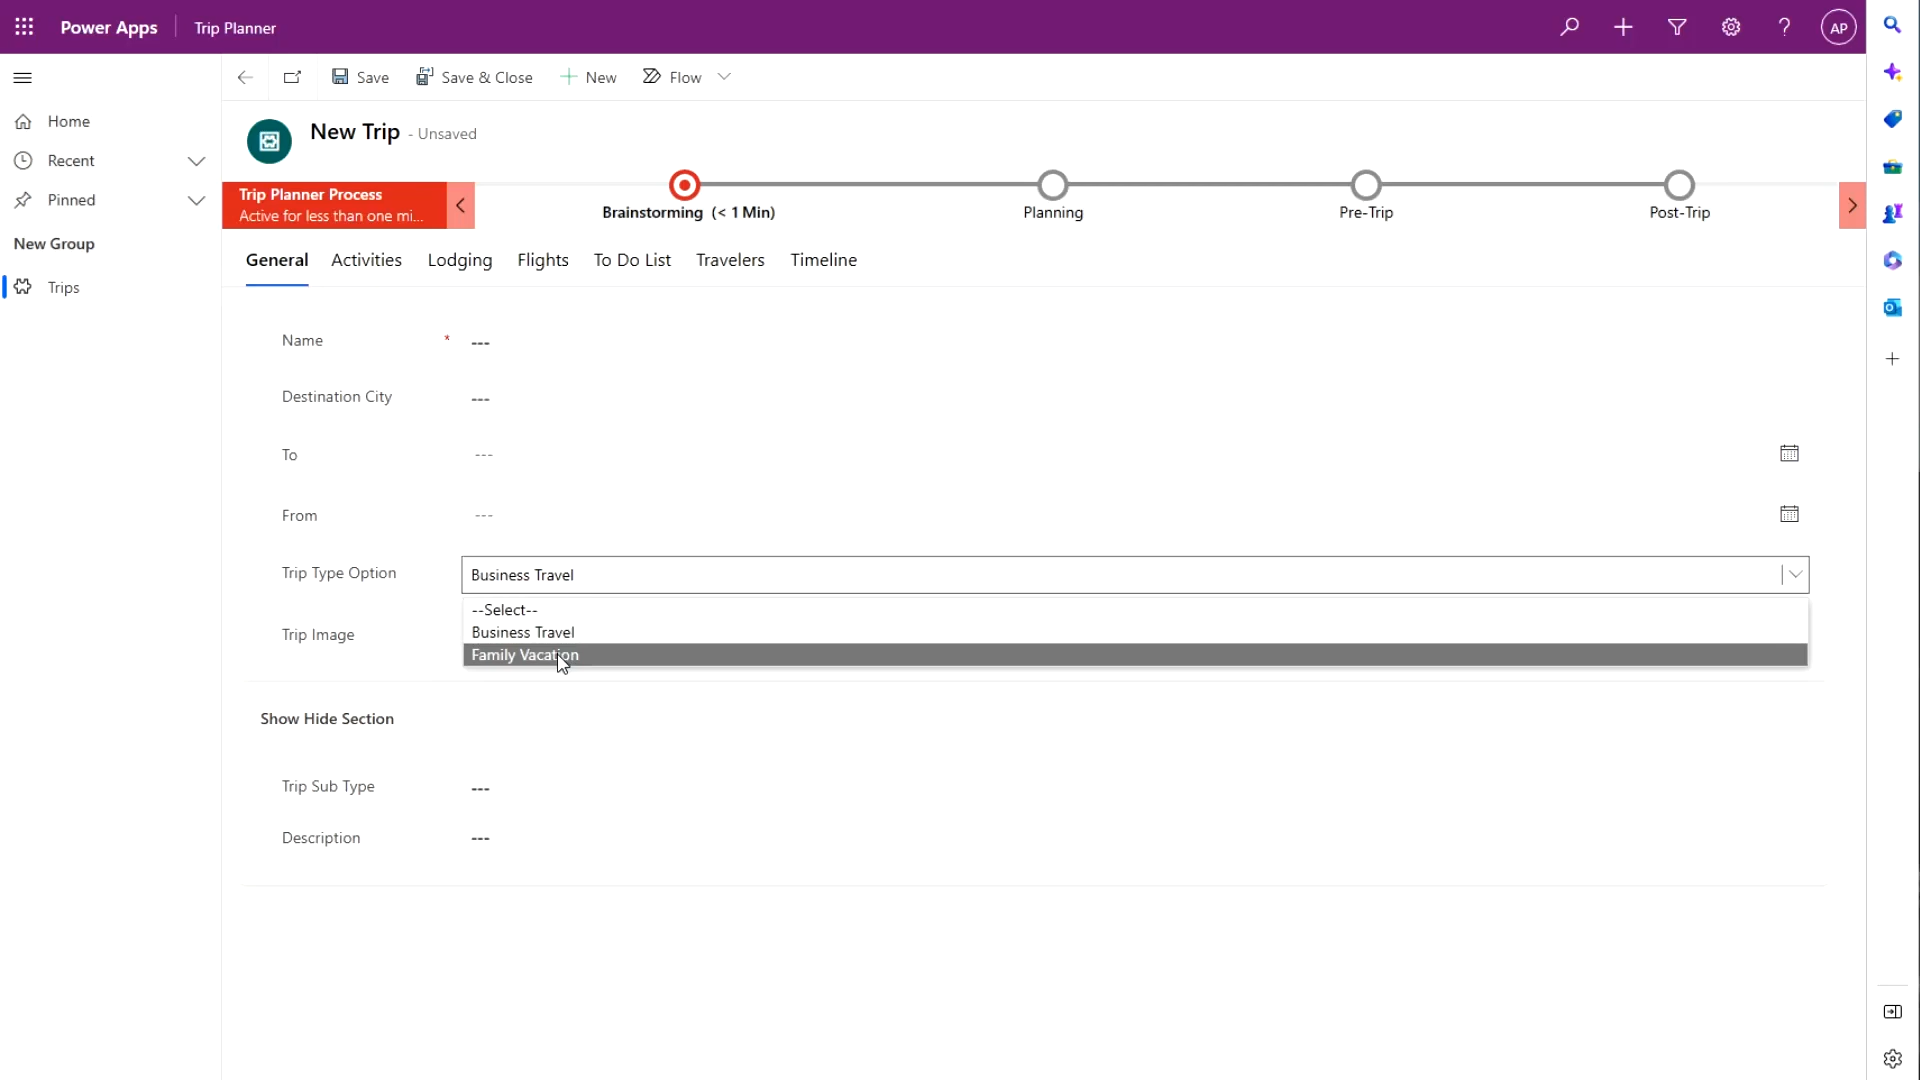 Power Apps
Trip Planner
AP
Save
Save & Close
New
Flow
Home
Recent
Pinned
New Group
Trips
New Trip - Unsaved
Trip Planner Process
Active for less than one mi...
Brainstorming (< 1 Min)
Planning
Pre-Trip
Post-Trip
General
Activities
Lodging
Flights
To Do List
Travelers
Timeline
Name * ---
Destination City ---
To ---
From ---
Trip Type Option Business Travel
--Select--
Business Travel
Trip Image
Family Vacation
Show Hide Section
Trip Sub Type ---
Description ---